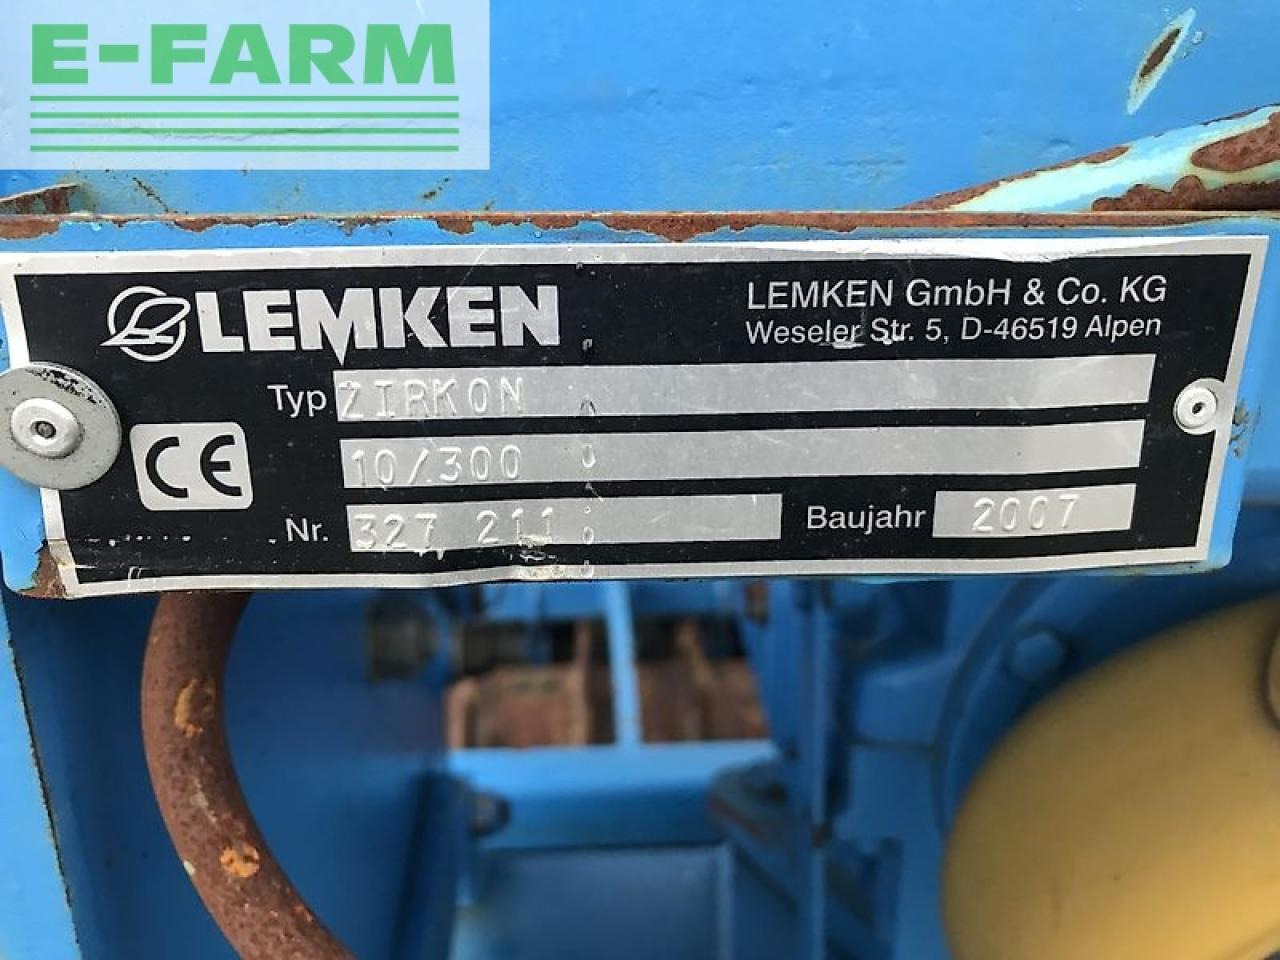 E-FARM
LEMKEN
LEMKEN GmbH & Co. KG
Weseler Str. 5, D-46519 Alpen
Typ ZIRKON
10/300
CE
Nr. 327 211 Baujahr 2007